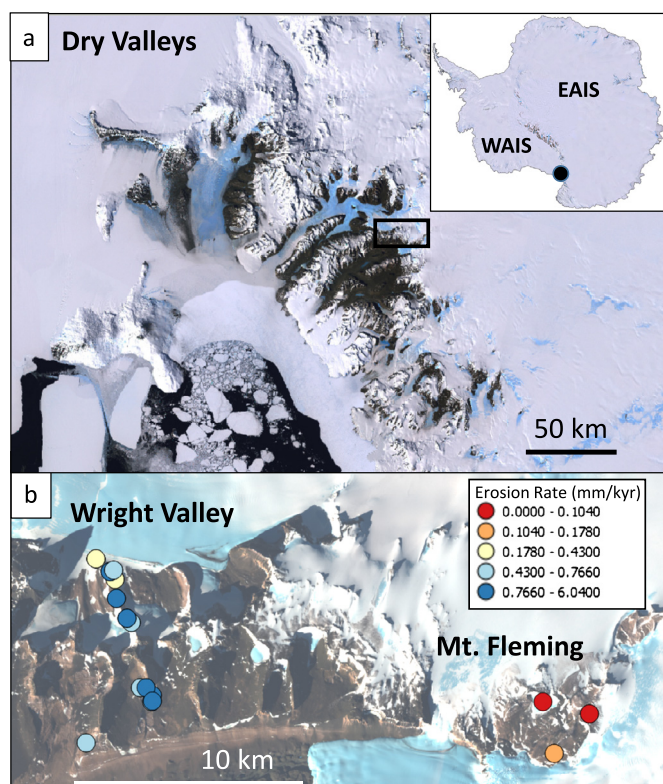 a
Dry Valleys
EAIS
WAIS
50 km
b
Wright Valley
Erosion Rate (mm/kyr)
0.0000 - 0.1040
0.1040 - 0.1780
0.1780 - 0.4300
0.4300 - 0.7660
0.7660 - 6.0400
Mt. Fleming
10 km